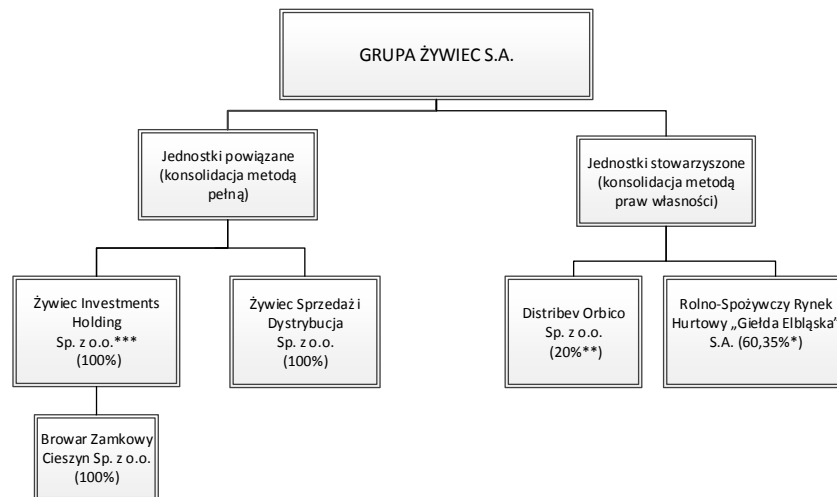 GRUPA ŻYWIEC S.A.
Jednostki powiązane
(konsolidacja metodą
pełną)
Jednostki stowarzyszone
(konsolidacja metodą
praw własności)
Żywiec Investments
Holding
Sp. z o.o.***
(100%)
Żywiec Sprzedaż i
Dystrybucja
Sp. z o.o.
(100%)
Distribev Orbico
Sp. z o.o.
(20%**)
Rolno-Spożywczy Rynek
Hurtowy „Giełda Elbląska”
S.A. (60,35%*)
Browar Zamkowy
Cieszyn Sp. z o.o.
(100%)